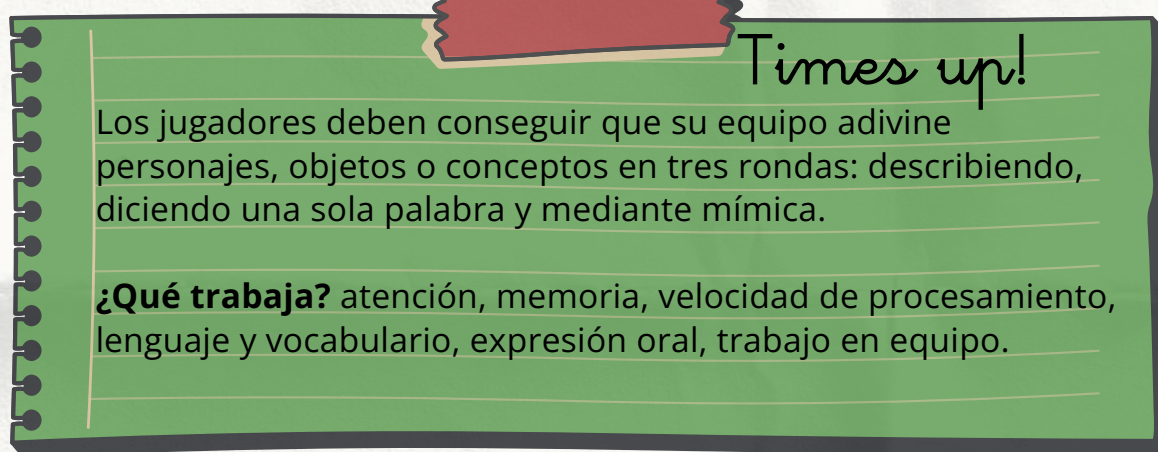 Times up!
Los jugadores deben conseguir que su equipo adivine
personajes, objetos o conceptos en tres rondas: describiendo,
diciendo una sola palabra y mediante mímica.
¿Qué trabaja? atención, memoria, velocidad de procesamiento,
lenguaje y vocabulario, expresión oral, trabajo en equipo.